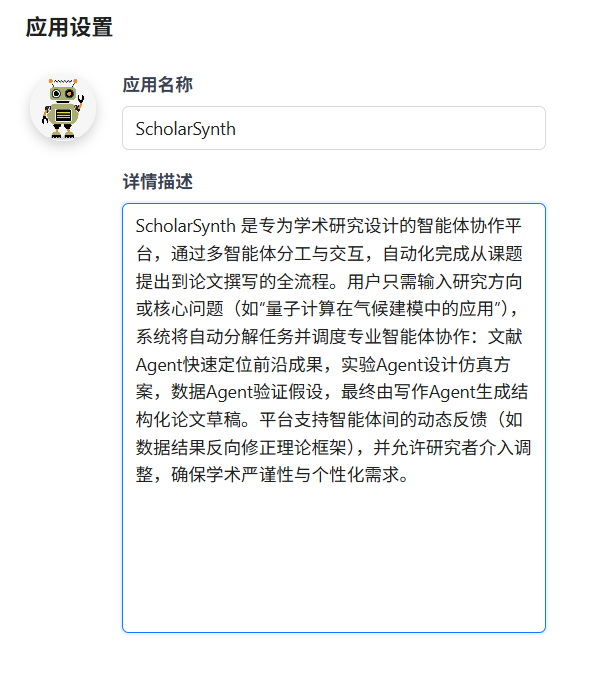 应用设置
应用名称
ScholarSynth
详情描述
ScholarSynth 是专为学术研究设计的智能体协作平
台，通过多智能体分工与交互，自动化完成从课题
提出到论文撰写的全流程。用户只需输入研究方向
或核心问题（如“量子计算在气候建模中的应用”），
系统将自动分解任务并调度专业智能体协作：文献
Agent快速定位前沿成果，实验Agent设计仿真方
案，数据Agent验证假设，最终由写作Agent生成结
构化论文草稿。平台支持智能体间的动态反馈（如
数据结果反向修正理论框架），并允许研究者介入调
整，确保学术严谨性与个性化需求。